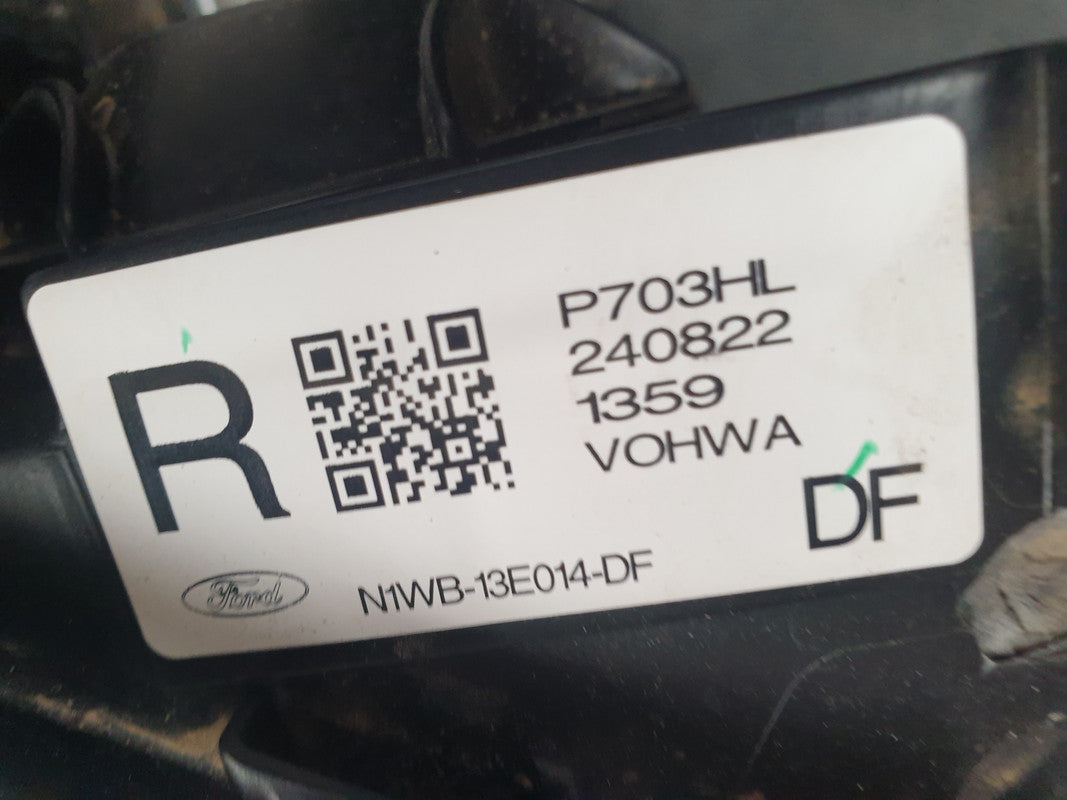 R
P703HL
240822
1359
VOHWA
DF
Ford
N1WB-13E014-DF